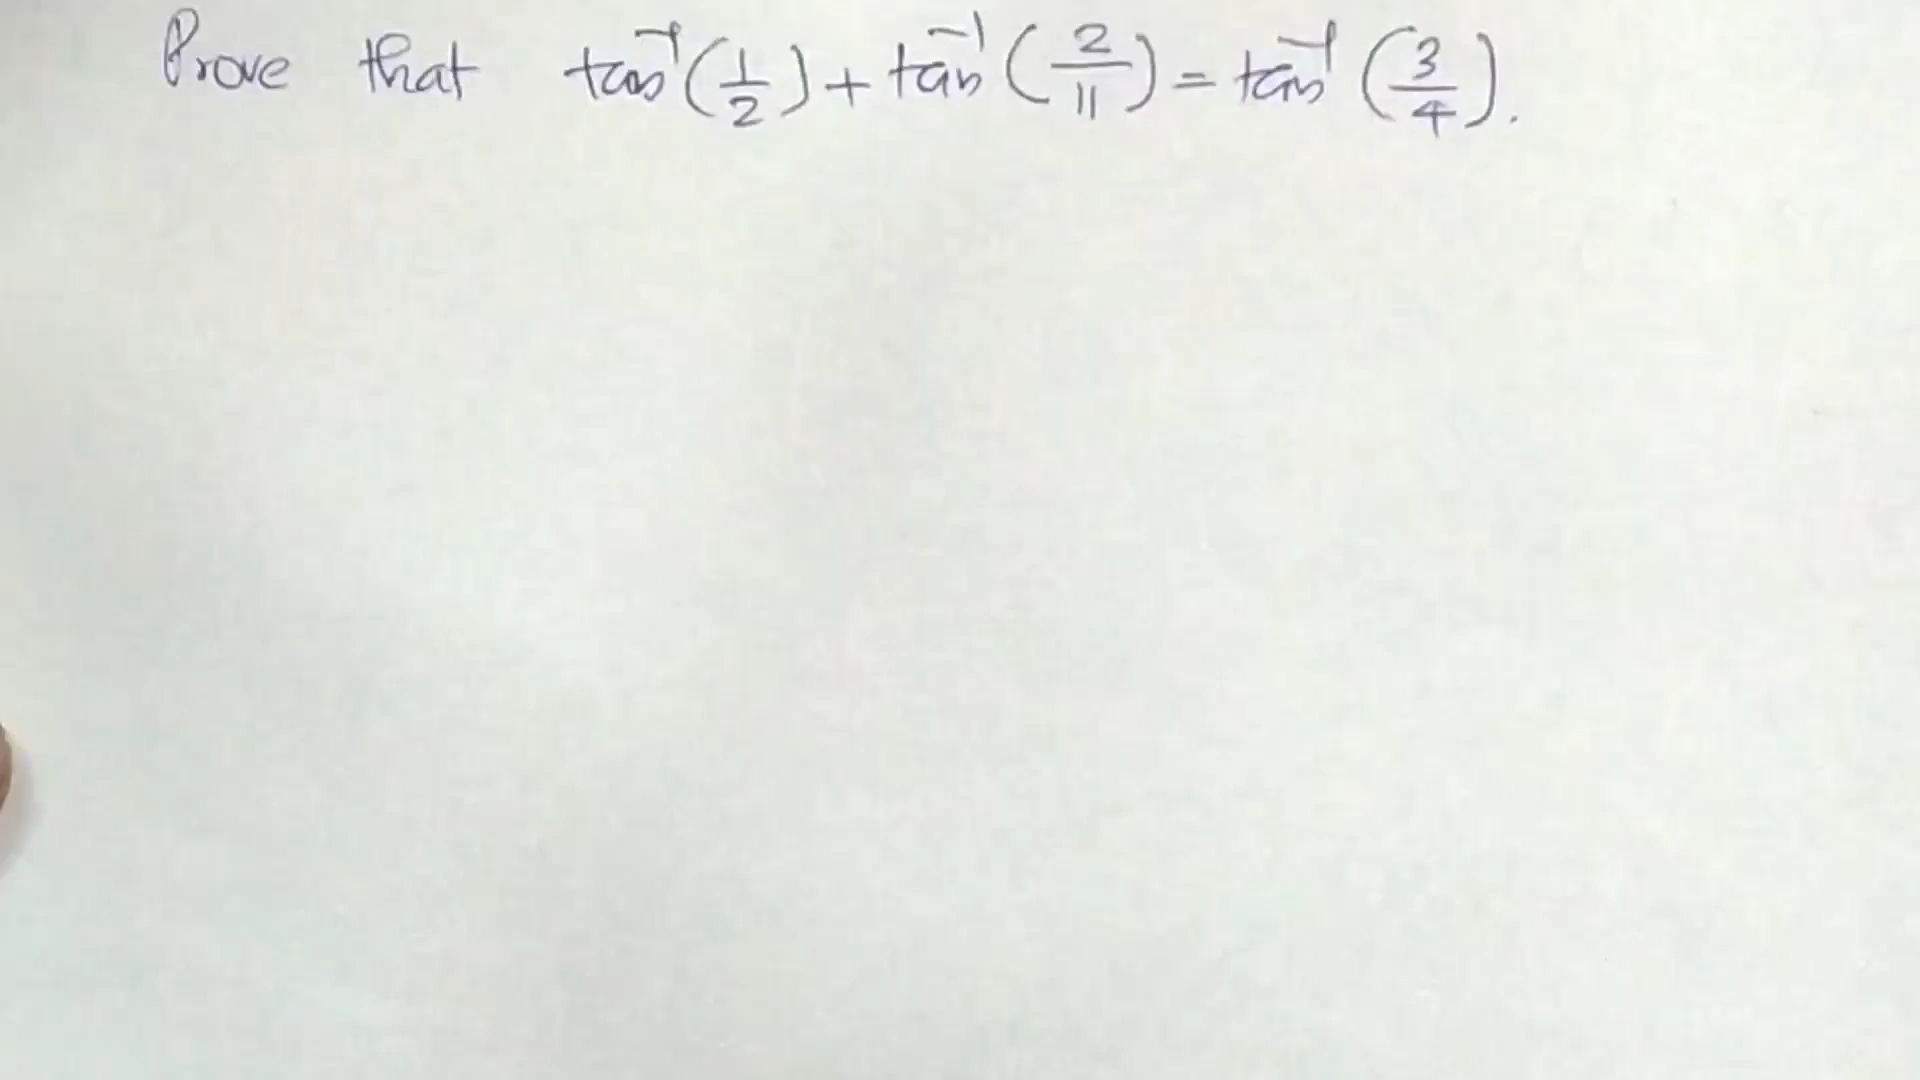 Prove that tan⁻¹(1/2) + tan⁻¹(2/11) = tan⁻¹(3/4).